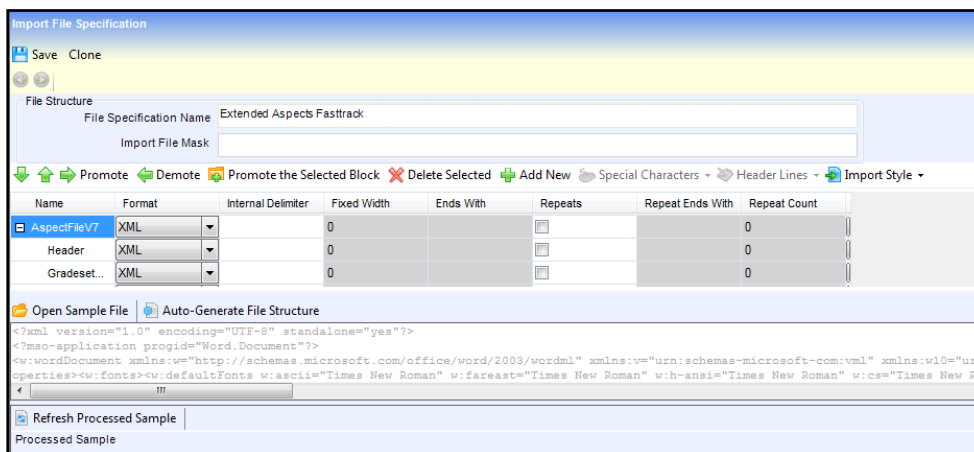 Import File Specification
Save Clone
File Structure
File Specification Name Extended Aspects Fasttrack
Import File Mask
Promote Demote Promote the Selected Block Delete Selected Add New Special Characters Header Lines Import Style
Name Format Internal Delimiter Fixed Width Ends With Repeats Repeat Ends With Repeat Count
AspectFileV7 XML 0 0
Header XML 0 0
Gradeset... XML 0 0
Open Sample File Auto-Generate File Structure
<?xml version="1.0" encoding="UTF-8" standalone="yes"?>
<?mso-application progid="Word.Document"?>
<w:wordDocument xmlns:w="http://schemas.microsoft.com/office/word/2003/wordml" xmlns:v="urn:schemas-microsoft-com:vml" xmlns:w10="ur
operties><w:fonts><w:defaultFonts w:ascii="Times New Roman" w:fareast="Times New Roman" w:h-ansi="Times New Roman" w:cs="Times New R
Refresh Processed Sample
Processed Sample